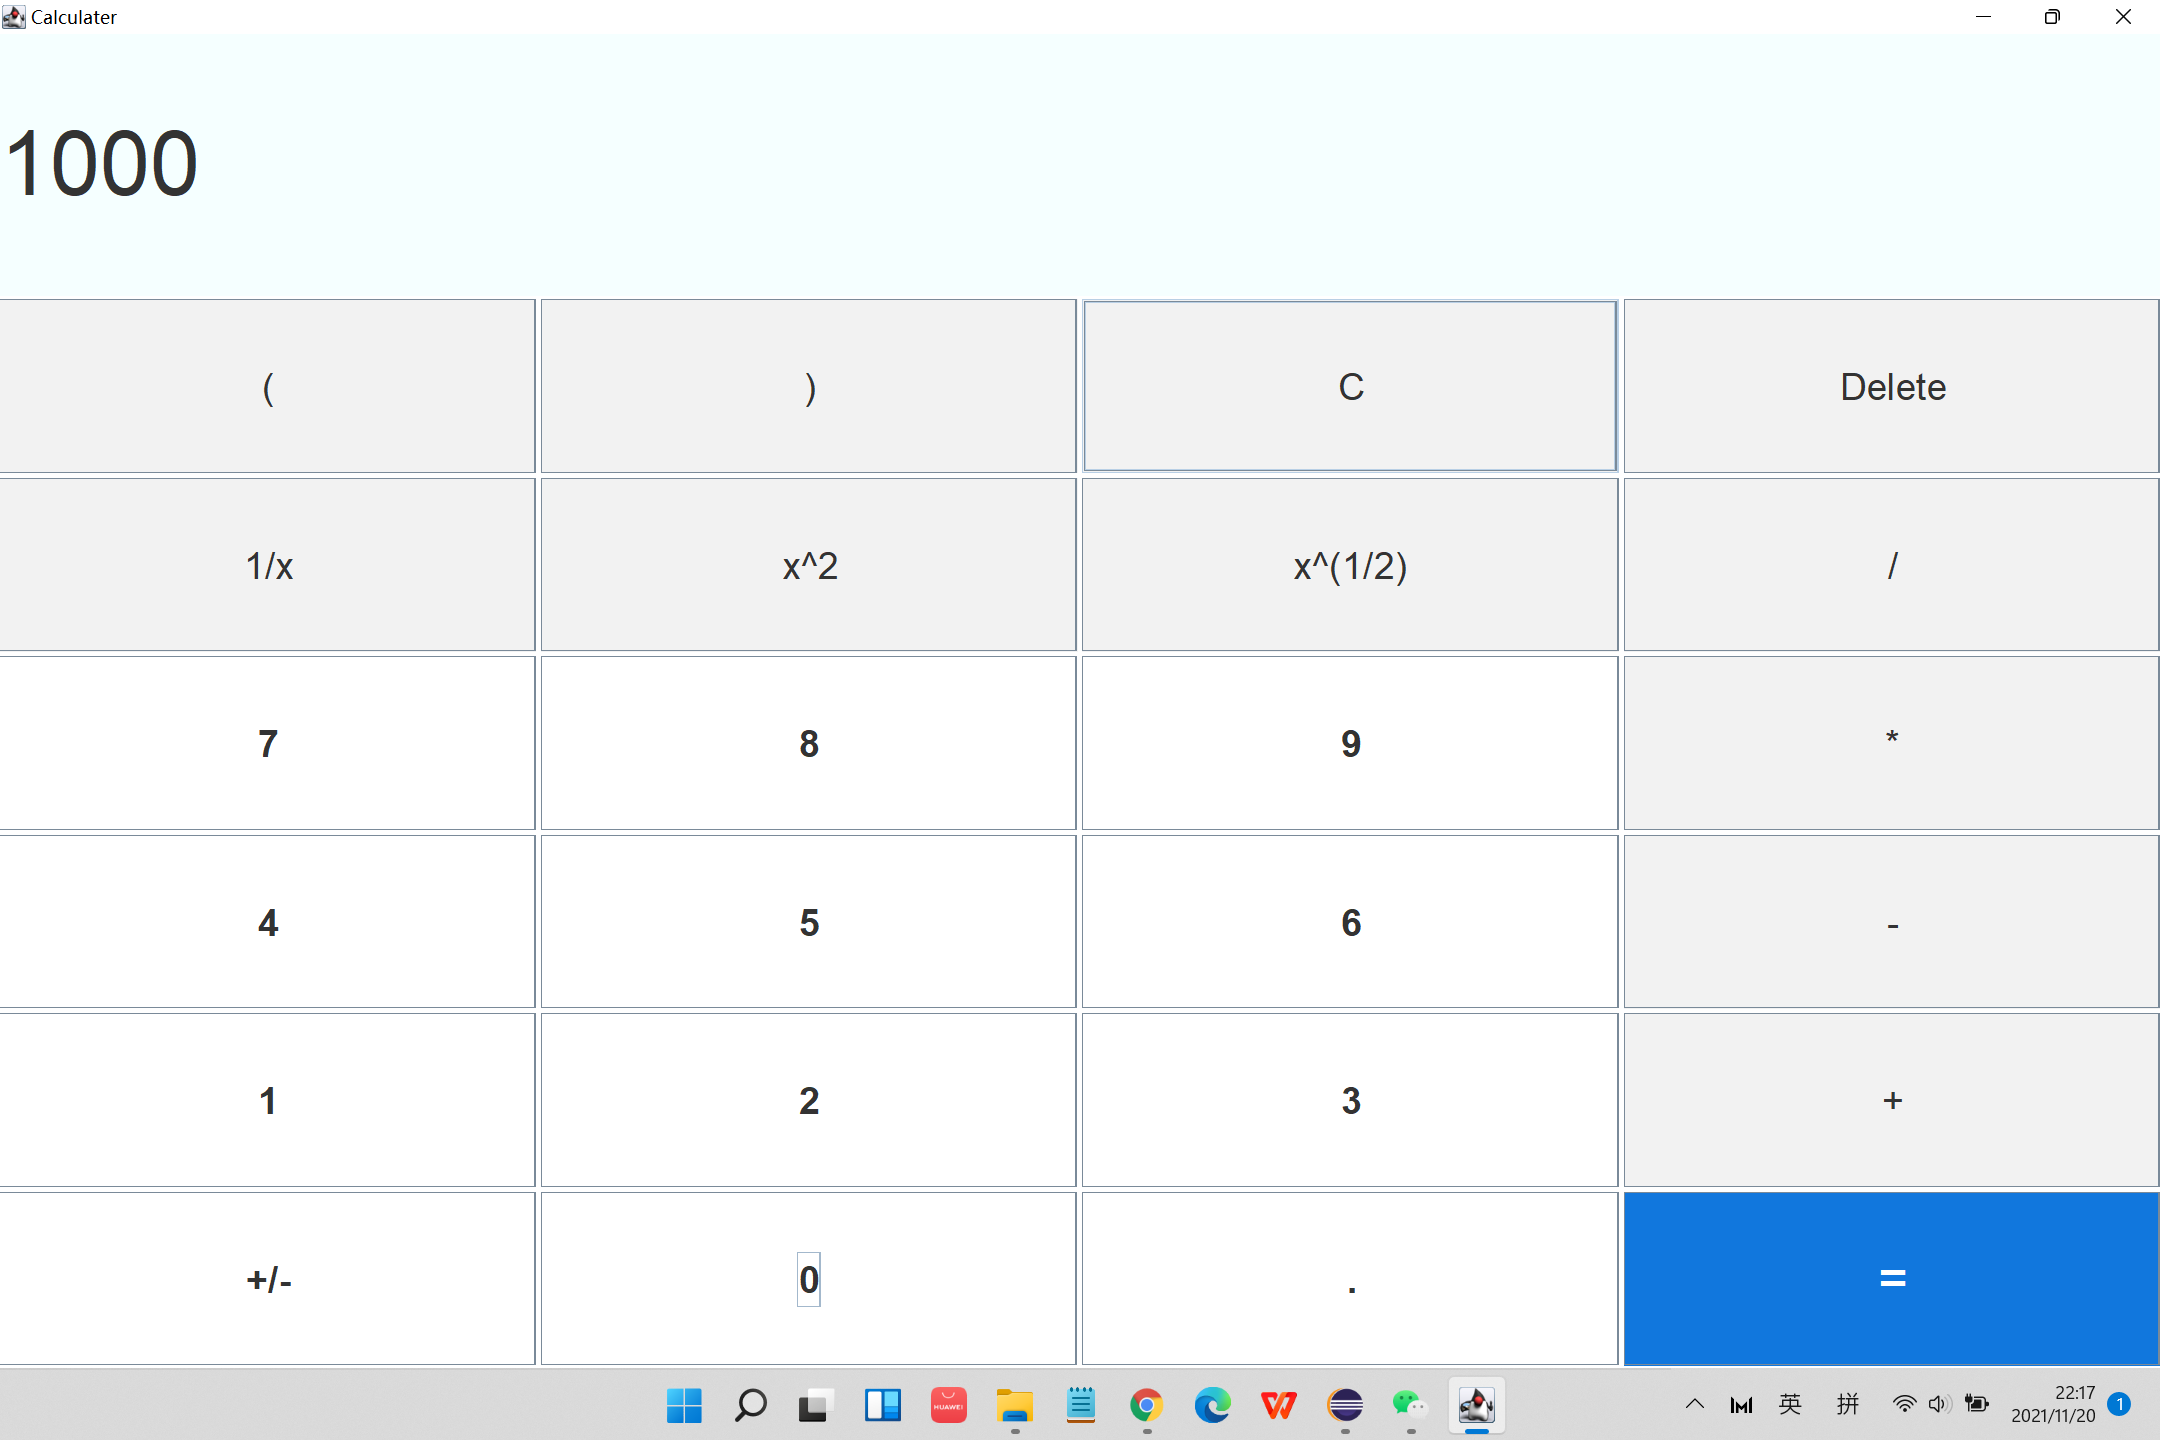 Calculater
1000
( ) C Delete
1/x x^2 x^(1/2) /
7 8 9 *
4 5 6 -
1 2 3 +
+/- 0 . =
HUAWEI
英 拼 22:17 1
2021/11/20